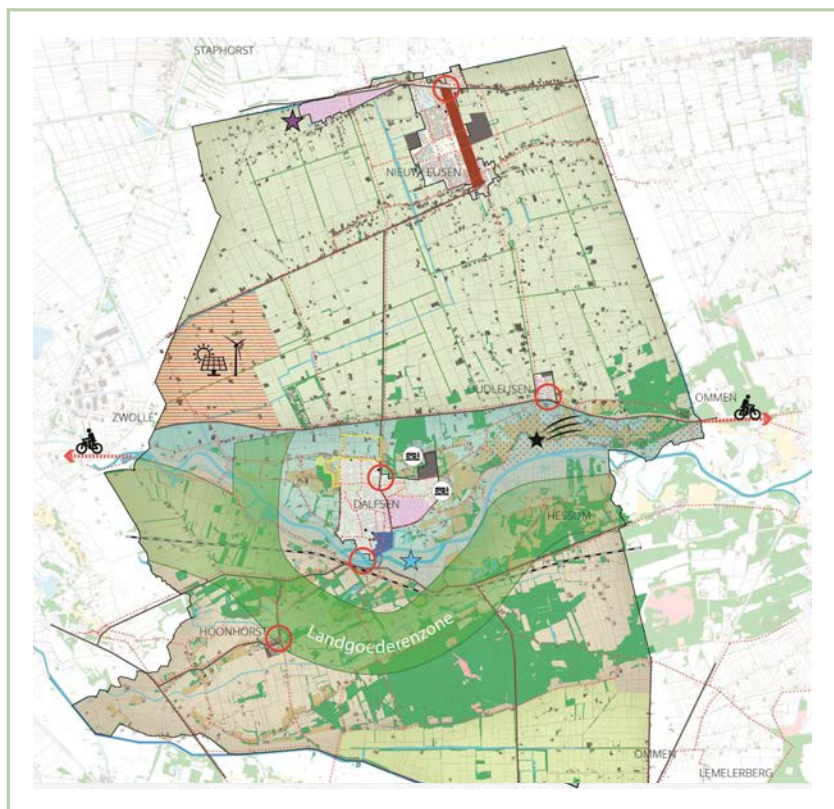 STAPHORST
NIEUWLEUSEN
OUDLEUSEN
OMMEN
ZWOLLE
DALFSEN
HESSUM
HOONHORST
Landgoederenzone
OMMEN
LEMELERBERG